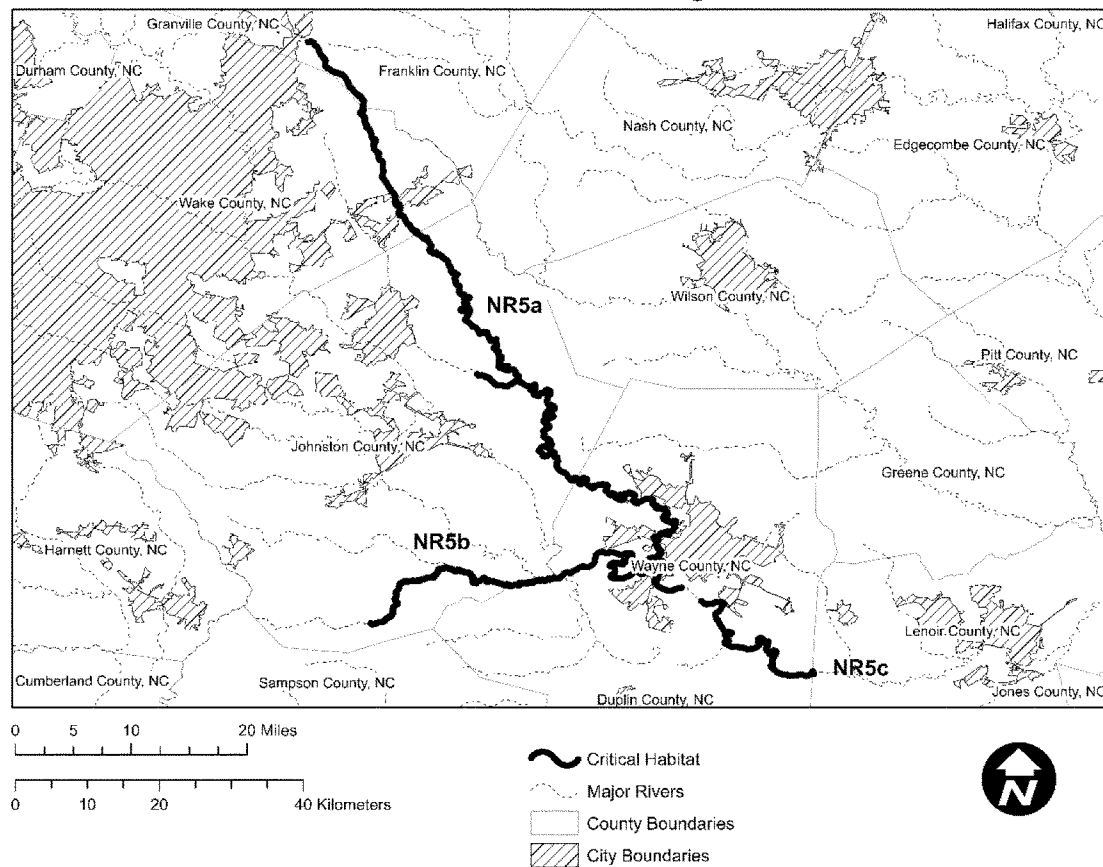 Granville County, NC
Halifax County, NC
Durham County, NC
Franklin County, NC
Nash County, NC
Edgecombe County, NC
Wake County, NC
NR5a
Wilson County, NC
Pitt County, NC
Johnston County, NC
Greene County, NC
NR5b
Harnett County, NC
Wayne County, NC
Lenoir County, NC
NR5c
Cumberland County, NC
Sampson County, NC
Duplin County, NC
Jones County, NC
0 5 10 20 Miles
0 10 20 40 Kilometers
Critical Habitat
Major Rivers
County Boundaries
City Boundaries
N